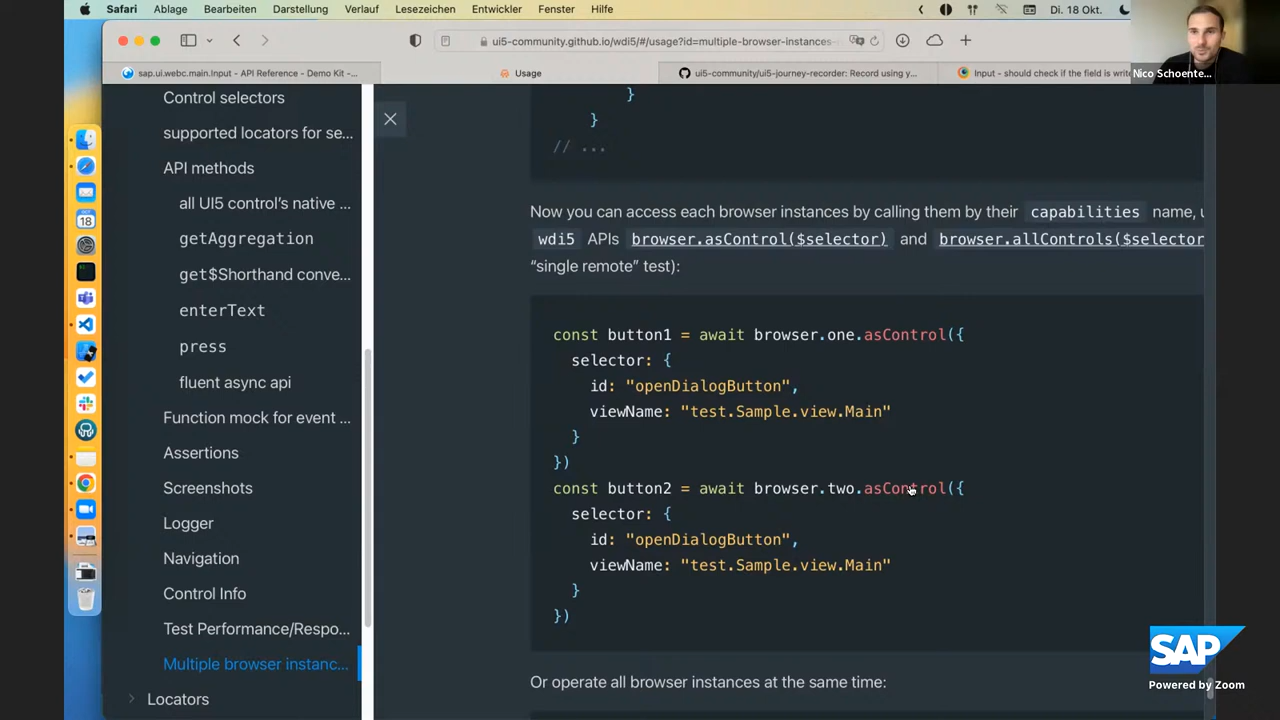 Safari Ablage Bearbeiten Darstellung Verlauf Lesezeichen Entwickler Fenster Hilfe Di. 18 Okt.
ui5-community.github.io/wdi5/#/usage?id=multiple-browser-instances-
sap.ui.webc.main.Input - API Reference - Demo Kit -...
Usage
ui5-community/ui5-journey-recorder: Record using y...
Input - should check if the field is write
Nico Schoente...
Control selectors
supported locators for se...
API methods
all UI5 control's native ...
getAggregation
get$Shorthand conve...
enterText
press
fluent async api
Function mock for event ...
Assertions
Screenshots
Logger
Navigation
Control Info
Test Performance/Respo...
Multiple browser instanc...
Locators
}
}
// ...
Now you can access each browser instances by calling them by their capabilities name, u
wdi5 APIs browser.asControl($selector) and browser.allControls($selector
“single remote” test):
const button1 = await browser.one.asControl({
selector: {
id: "openDialogButton",
viewName: "test.Sample.view.Main"
}
})
const button2 = await browser.two.asControl({
selector: {
id: "openDialogButton",
viewName: "test.Sample.view.Main"
}
})
Or operate all browser instances at the same time:
18
SAP
Powered by Zoom